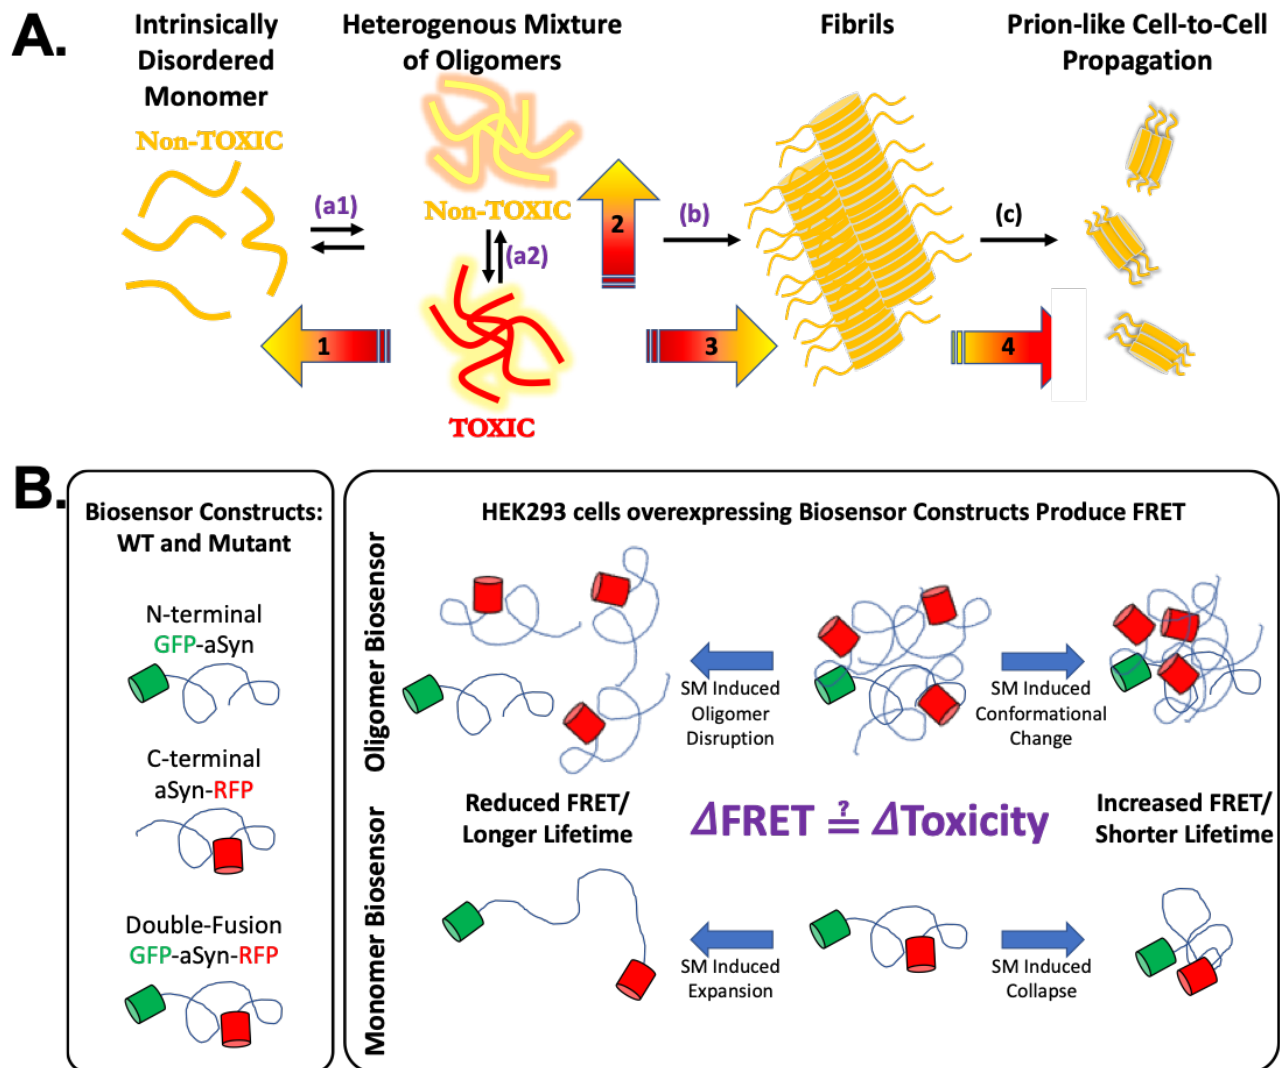 A.
Intrinsically
Disordered
Monomer
Non-TOXIC
Heterogenous Mixture
of Oligomers
Non-TOXIC
TOXIC
Fibrils
Prion-like Cell-to-Cell
Propagation
(a1)
(a2)
(b)
(c)
1
2
3
4
B.
Biosensor Constructs:
WT and Mutant
N-terminal
GFP-aSyn
C-terminal
aSyn-RFP
Double-Fusion
GFP-aSyn-RFP
HEK293 cells overexpressing Biosensor Constructs Produce FRET
Oligomer Biosensor
SM Induced
Oligomer
Disruption
SM Induced
Conformational
Change
Reduced FRET/
Longer Lifetime
ΔFRET ≟ ΔToxicity
Increased FRET/
Shorter Lifetime
Monomer Biosensor
SM Induced
Expansion
SM Induced
Collapse